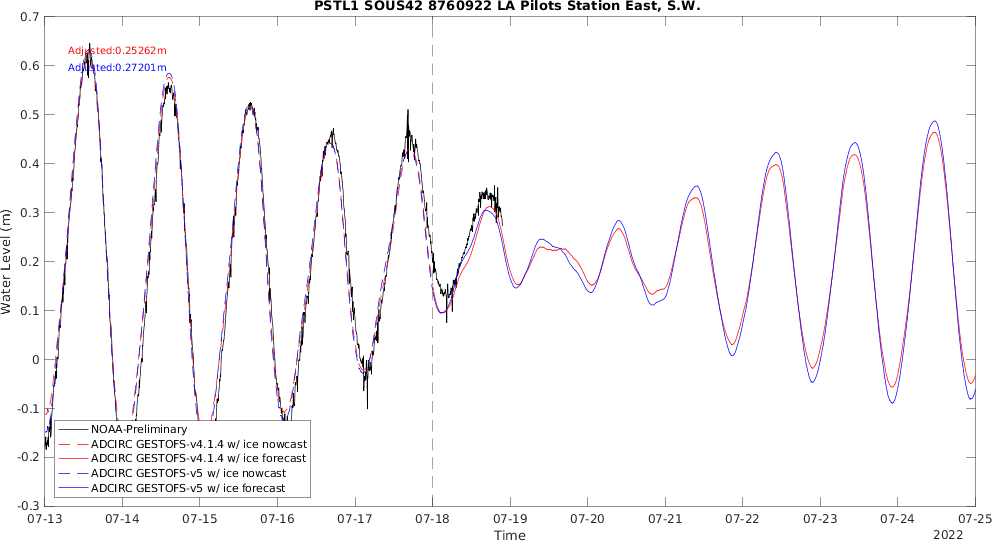 PSTL1 SOUS42 8760922 LA Pilots Station East, S.W.
Adjusted:0.25262m
Adjusted:0.27201m
Water Level (m)
0.7
0.6
0.5
0.4
0.3
0.2
0.1
0
-0.1
-0.2
-0.3
NOAA-Preliminary
ADCIRC GESTOFS-v4.1.4 w/ ice nowcast
ADCIRC GESTOFS-v4.1.4 w/ ice forecast
ADCIRC GESTOFS-v5 w/ ice nowcast
ADCIRC GESTOFS-v5 w/ ice forecast
07-13 07-14 07-15 07-16 07-17 07-18 07-19 07-20 07-21 07-22 07-23 07-24 07-25
Time
2022